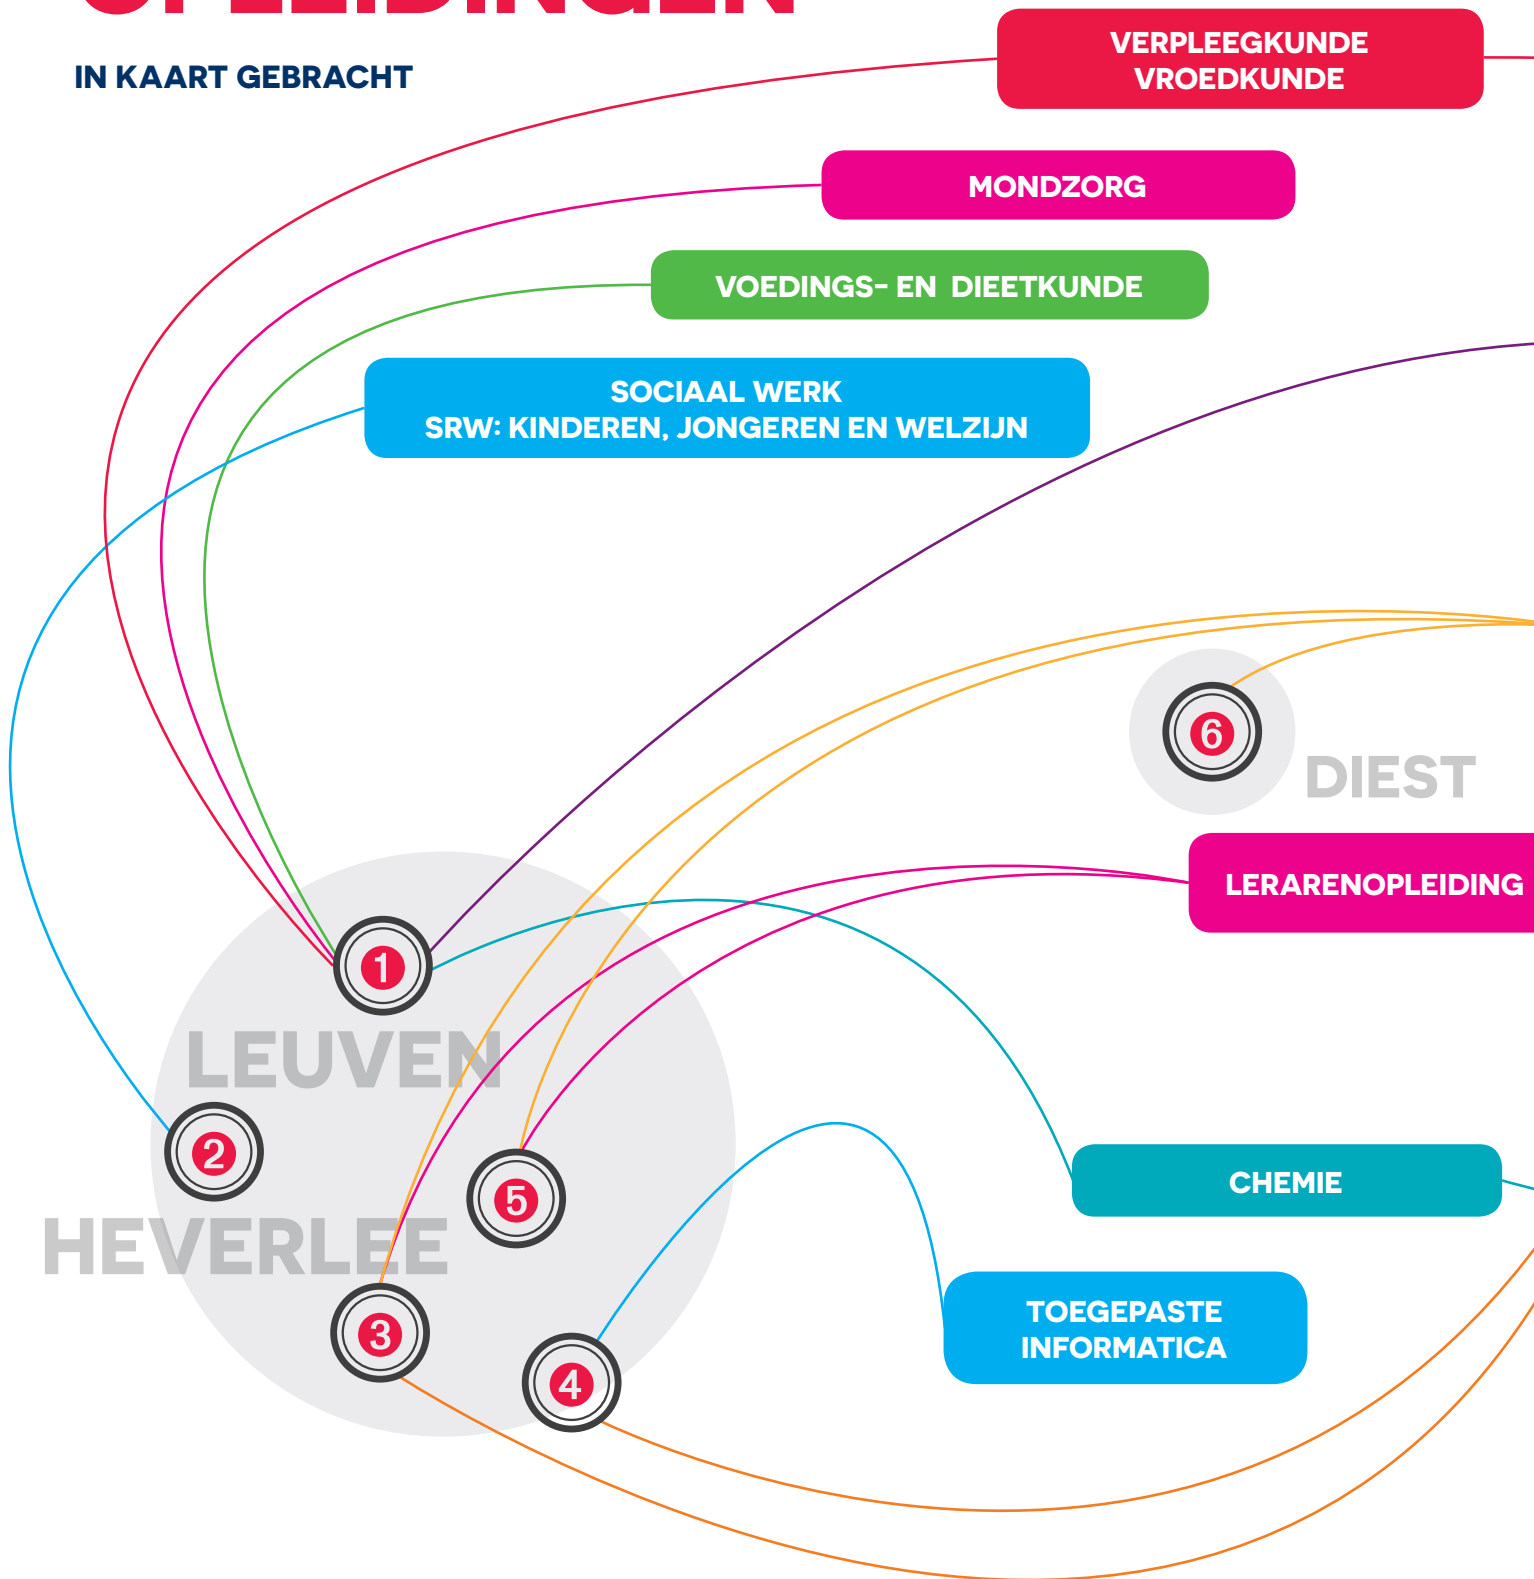 OPLEIDINGEN
IN KAART GEBRACHT
VERPLEEGKUNDE
VROEDKUNDE
MONDZORG
VOEDINGS- EN DIEETKUNDE
SOCIAAL WERK
SRW: KINDEREN, JONGEREN EN WELZIJN
6
DIEST
LERARENOPLEIDING
1
LEUVEN
2
5
CHEMIE
HEVERLEE
3
4
TOEGEPASTE
INFORMATICA